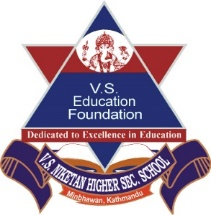 V.S.
Education
Foundation
Dedicated to Excellence in Education
V.S. NIKETAN HIGHER SEC. SCHOOL
Minbhawan, Kathmandu